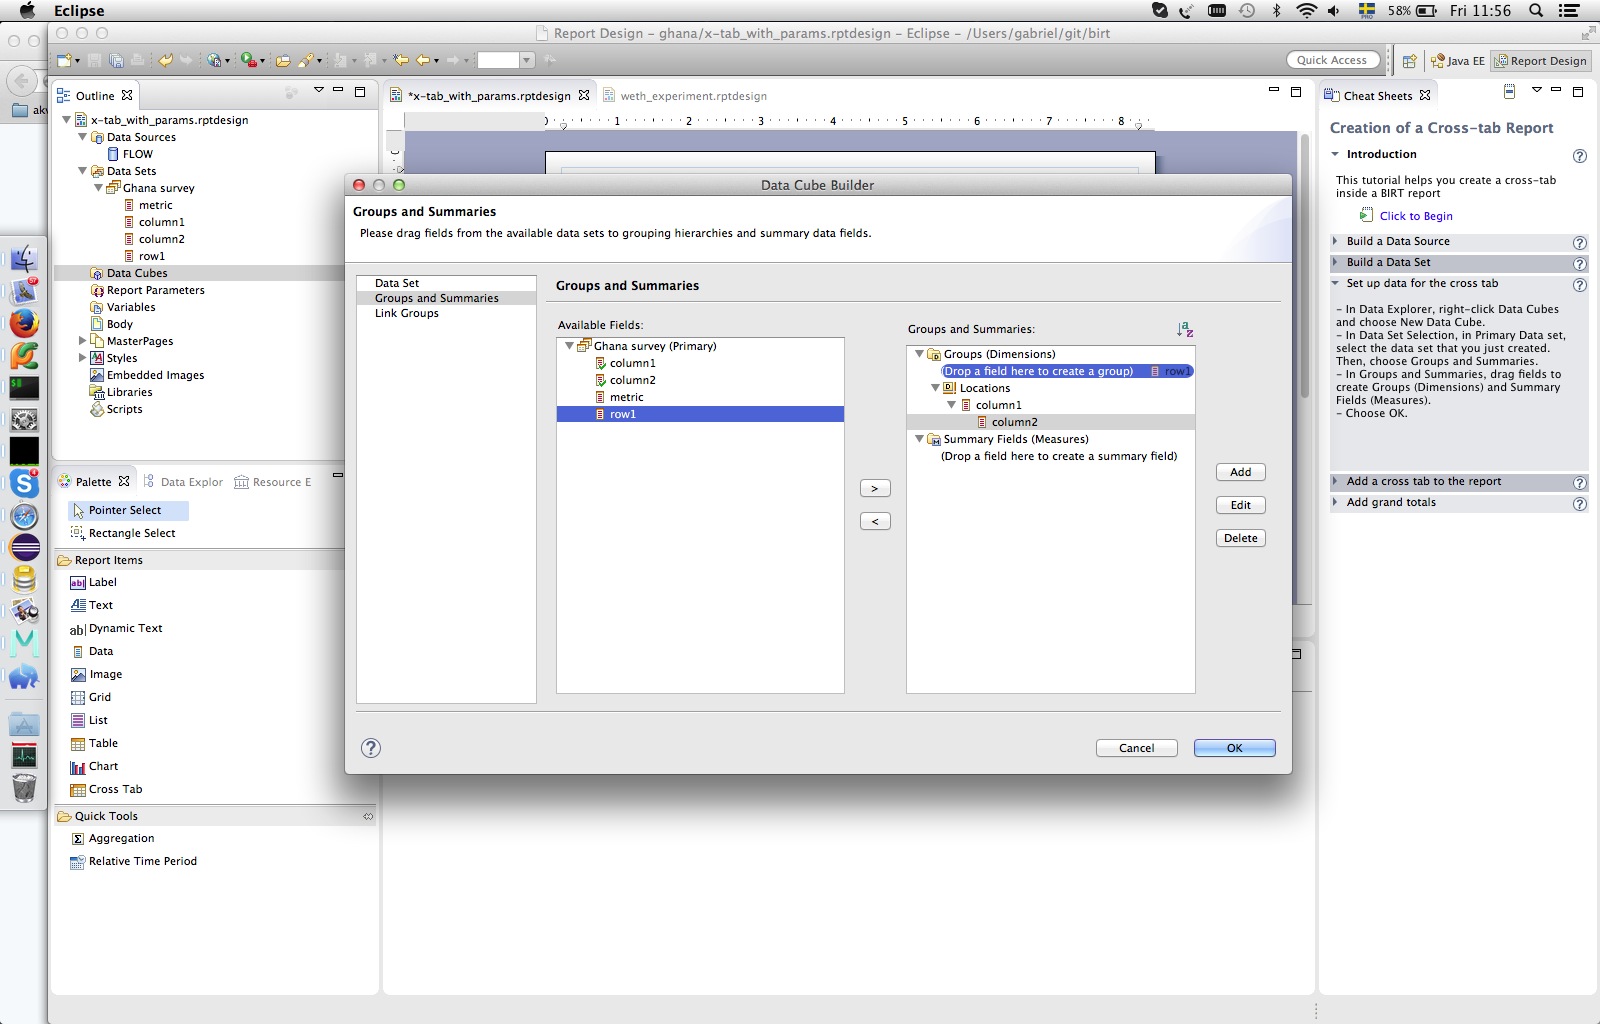 Eclipse
58%
Fri 11:56
Report Design – ghana/x-tab_with_params.rptdesign – Eclipse – /Users/gabriel/git/birt
Quick Access
Java EE
Report Design
Outline
x-tab_with_params.rptdesign
Data Sources
FLOW
Data Sets
Ghana survey
metric
column1
column2
row1
Data Cubes
Report Parameters
Variables
Body
MasterPages
Styles
Embedded Images
Libraries
Scripts
Palette
Data Explor
Resource E
Pointer Select
Rectangle Select
Report Items
Label
Text
Dynamic Text
Data
Image
Grid
List
Table
Chart
Cross Tab
Quick Tools
Aggregation
Relative Time Period
*x-tab_with_params.rptdesign
weth_experiment.rptdesign
0 1 2 3 4 5 6 7 8
Data Cube Builder
Groups and Summaries
Please drag fields from the available data sets to grouping hierarchies and summary data fields.
Data Set
Groups and Summaries
Link Groups
Groups and Summaries
Available Fields:
Ghana survey (Primary)
column1
column2
metric
row1
>
<
Groups and Summaries:
Groups (Dimensions)
(Drop a field here to create a group)
row1
Locations
column1
column2
Summary Fields (Measures)
(Drop a field here to create a summary field)
Add
Edit
Delete
Cancel
OK
Cheat Sheets
Creation of a Cross-tab Report
Introduction
This tutorial helps you create a cross-tab
inside a BIRT report
Click to Begin
Build a Data Source
Build a Data Set
Set up data for the cross tab
– In Data Explorer, right-click Data Cubes
and choose New Data Cube.
– In Data Set Selection, in Primary Data set,
select the data set that you just created.
Then, choose Groups and Summaries.
– In Groups and Summaries, drag fields to
create Groups (Dimensions) and Summary
Fields (Measures).
– Choose OK.
Add a cross tab to the report
Add grand totals